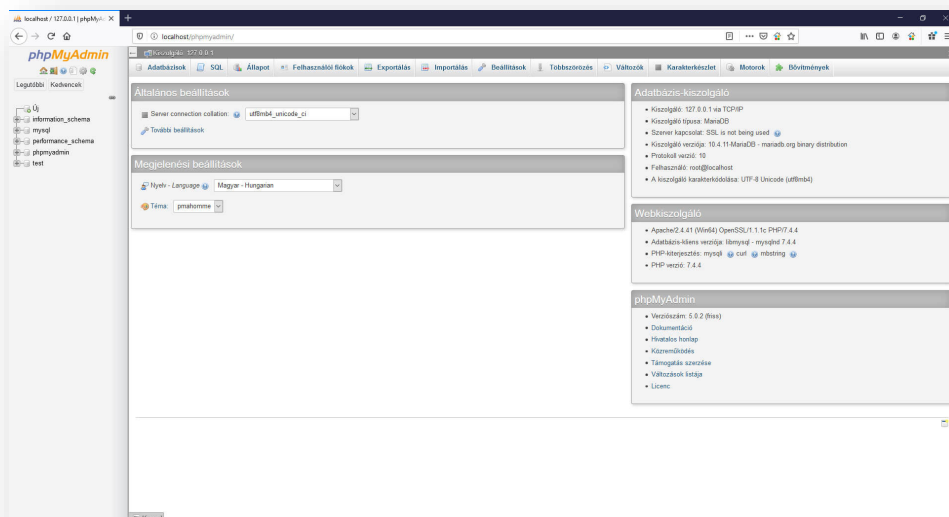 localhost / 127.0.0.1 | phpMyA
localhost/phpmyadmin/
phpMyAdmin
Legutóbbi Kedvencek
Új
information_schema
mysql
performance_schema
phpmyadmin
test
Kiszolgáló: 127.0.0.1
Adatbázisok SQL Állapot Felhasználói fiókok Exportálás Importálás Beállítások Többszörözés Változók Karakterkészlet Motorok Bővítmények
Általános beállítások
Server connection collation: utf8mb4_unicode_ci
További beállítások
Megjelenési beállítások
Nyelv - Language Magyar - Hungarian
Téma: pmahomme
Adatbázis-kiszolgáló
• Kiszolgáló: 127.0.0.1 via TCP/IP
• Kiszolgáló típusa: MariaDB
• Szerver kapcsolat: SSL is not being used
• Kiszolgáló verziója: 10.4.11-MariaDB - mariadb.org binary distribution
• Protokoll verzió: 10
• Felhasználó: root@localhost
• A kiszolgáló karakterkódolása: UTF-8 Unicode (utf8mb4)
Webkiszolgáló
• Apache/2.4.41 (Win64) OpenSSL/1.1.1c PHP/7.4.4
• Adatbázis-kliens verziója: libmysql - mysqlnd 7.4.4
• PHP-kiterjesztés: mysqli curl mbstring
• PHP verzió: 7.4.4
phpMyAdmin
• Verziószám: 5.0.2 (friss)
• Dokumentáció
• Hivatalos honlap
• Közreműködés
• Támogatás szerzése
• Változások listája
• Licenc